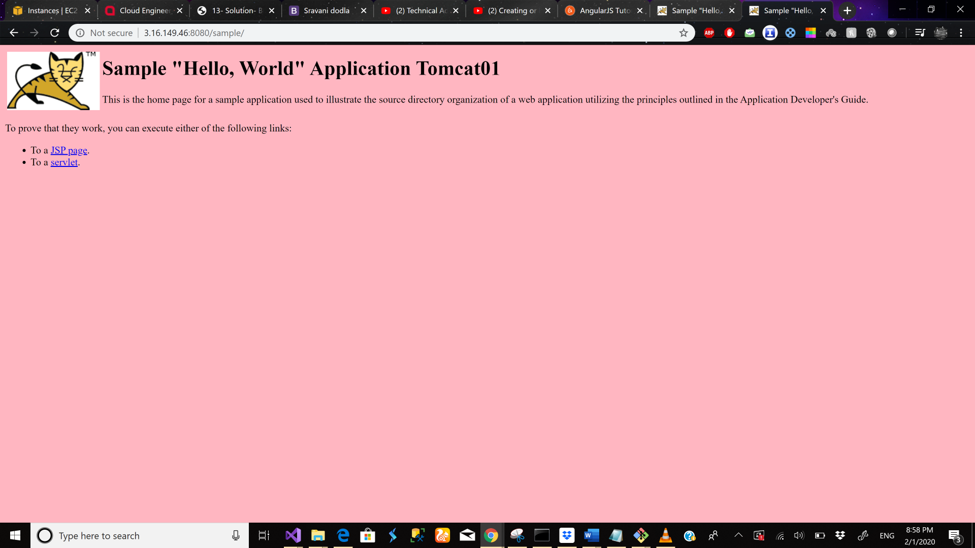 Instances | EC2
Cloud Enginee
13- Solution- B
Sravani dodla
(2) Technical Ac
(2) Creating or
AngularJS Tuto
Sample "Hello,
Sample "Hello,
Not secure
3.16.149.46:8080/sample/
ABP
TM
Sample "Hello, World" Application Tomcat01
This is the home page for a sample application used to illustrate the source directory organization of a web application utilizing the principles outlined in the Application Developer's Guide.
To prove that they work, you can execute either of the following links:
• To a JSP page.
• To a servlet.
Type here to search
ENG
8:58 PM
2/1/2020
3